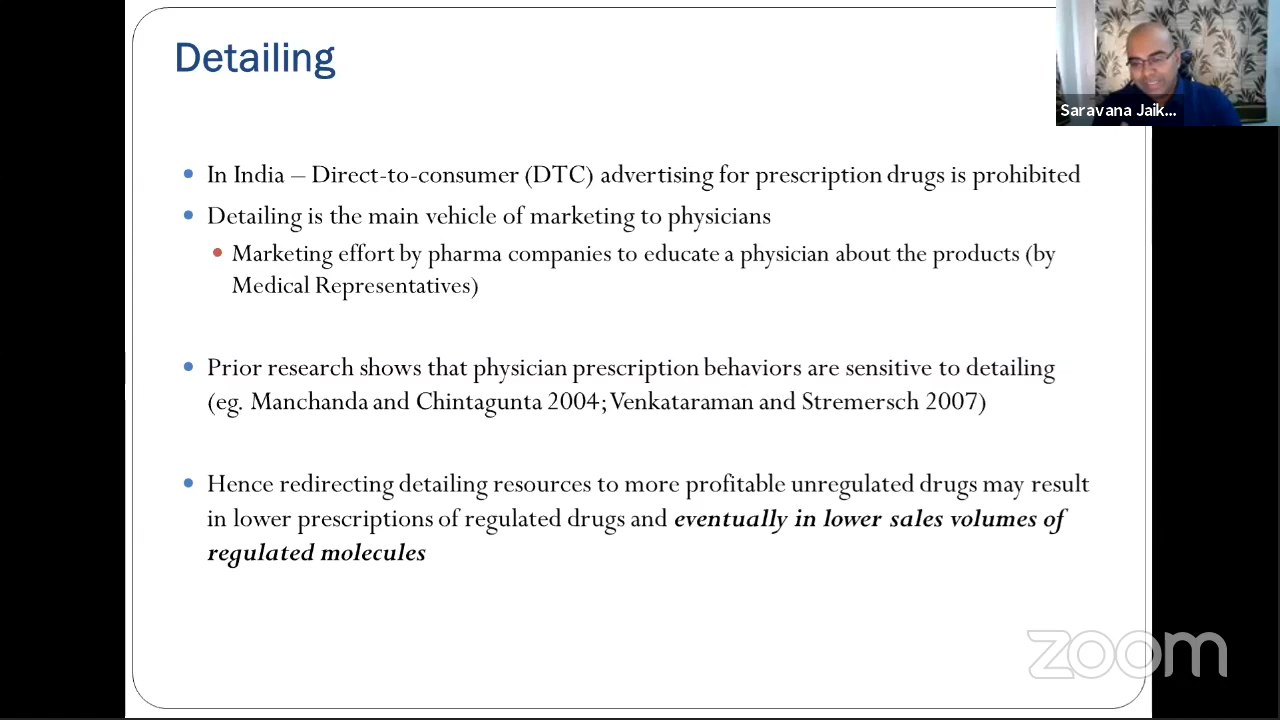 Detailing
Saravana Jaik...
• In India – Direct-to-consumer (DTC) advertising for prescription drugs is prohibited
• Detailing is the main vehicle of marketing to physicians
• Marketing effort by pharma companies to educate a physician about the products (by
Medical Representatives)
• Prior research shows that physician prescription behaviors are sensitive to detailing
(eg. Manchanda and Chintagunta 2004; Venkataraman and Stremersch 2007)
• Hence redirecting detailing resources to more profitable unregulated drugs may result
in lower prescriptions of regulated drugs and eventually in lower sales volumes of
regulated molecules
zoom